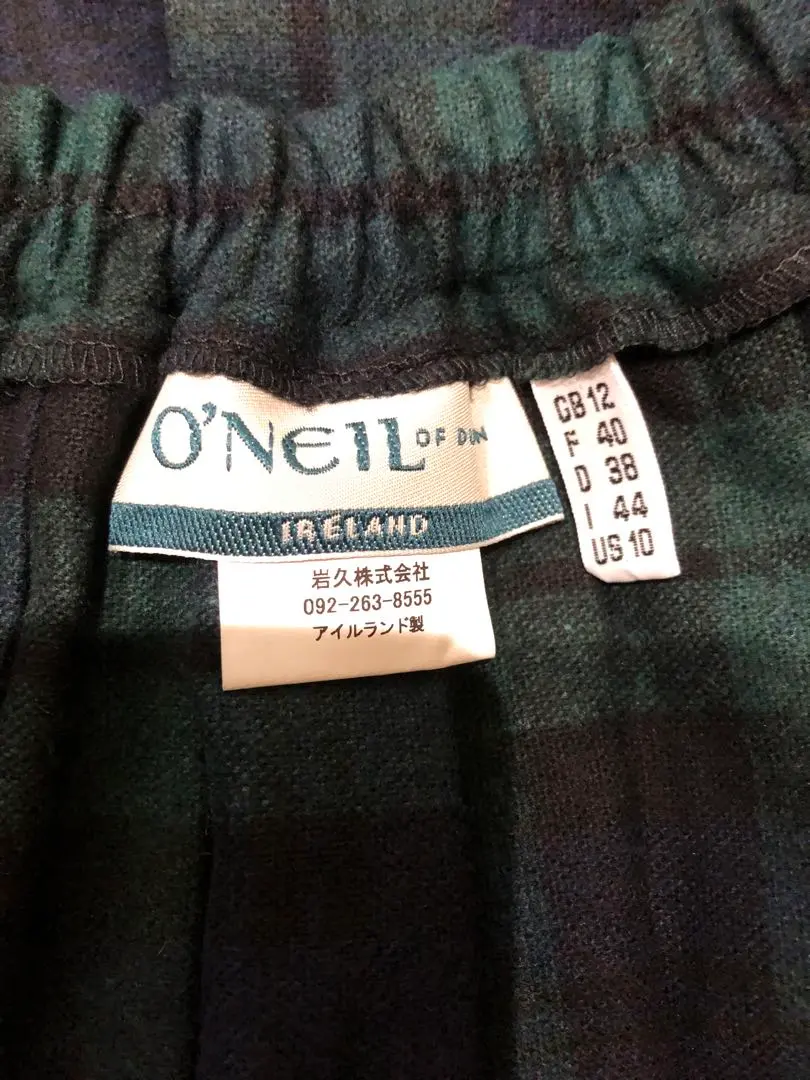 O'NEIL OF DIN
IRELAND
岩久株式会社
092-263-8555
アイルランド製
GB 12
F 40
D 38
I 44
US 10